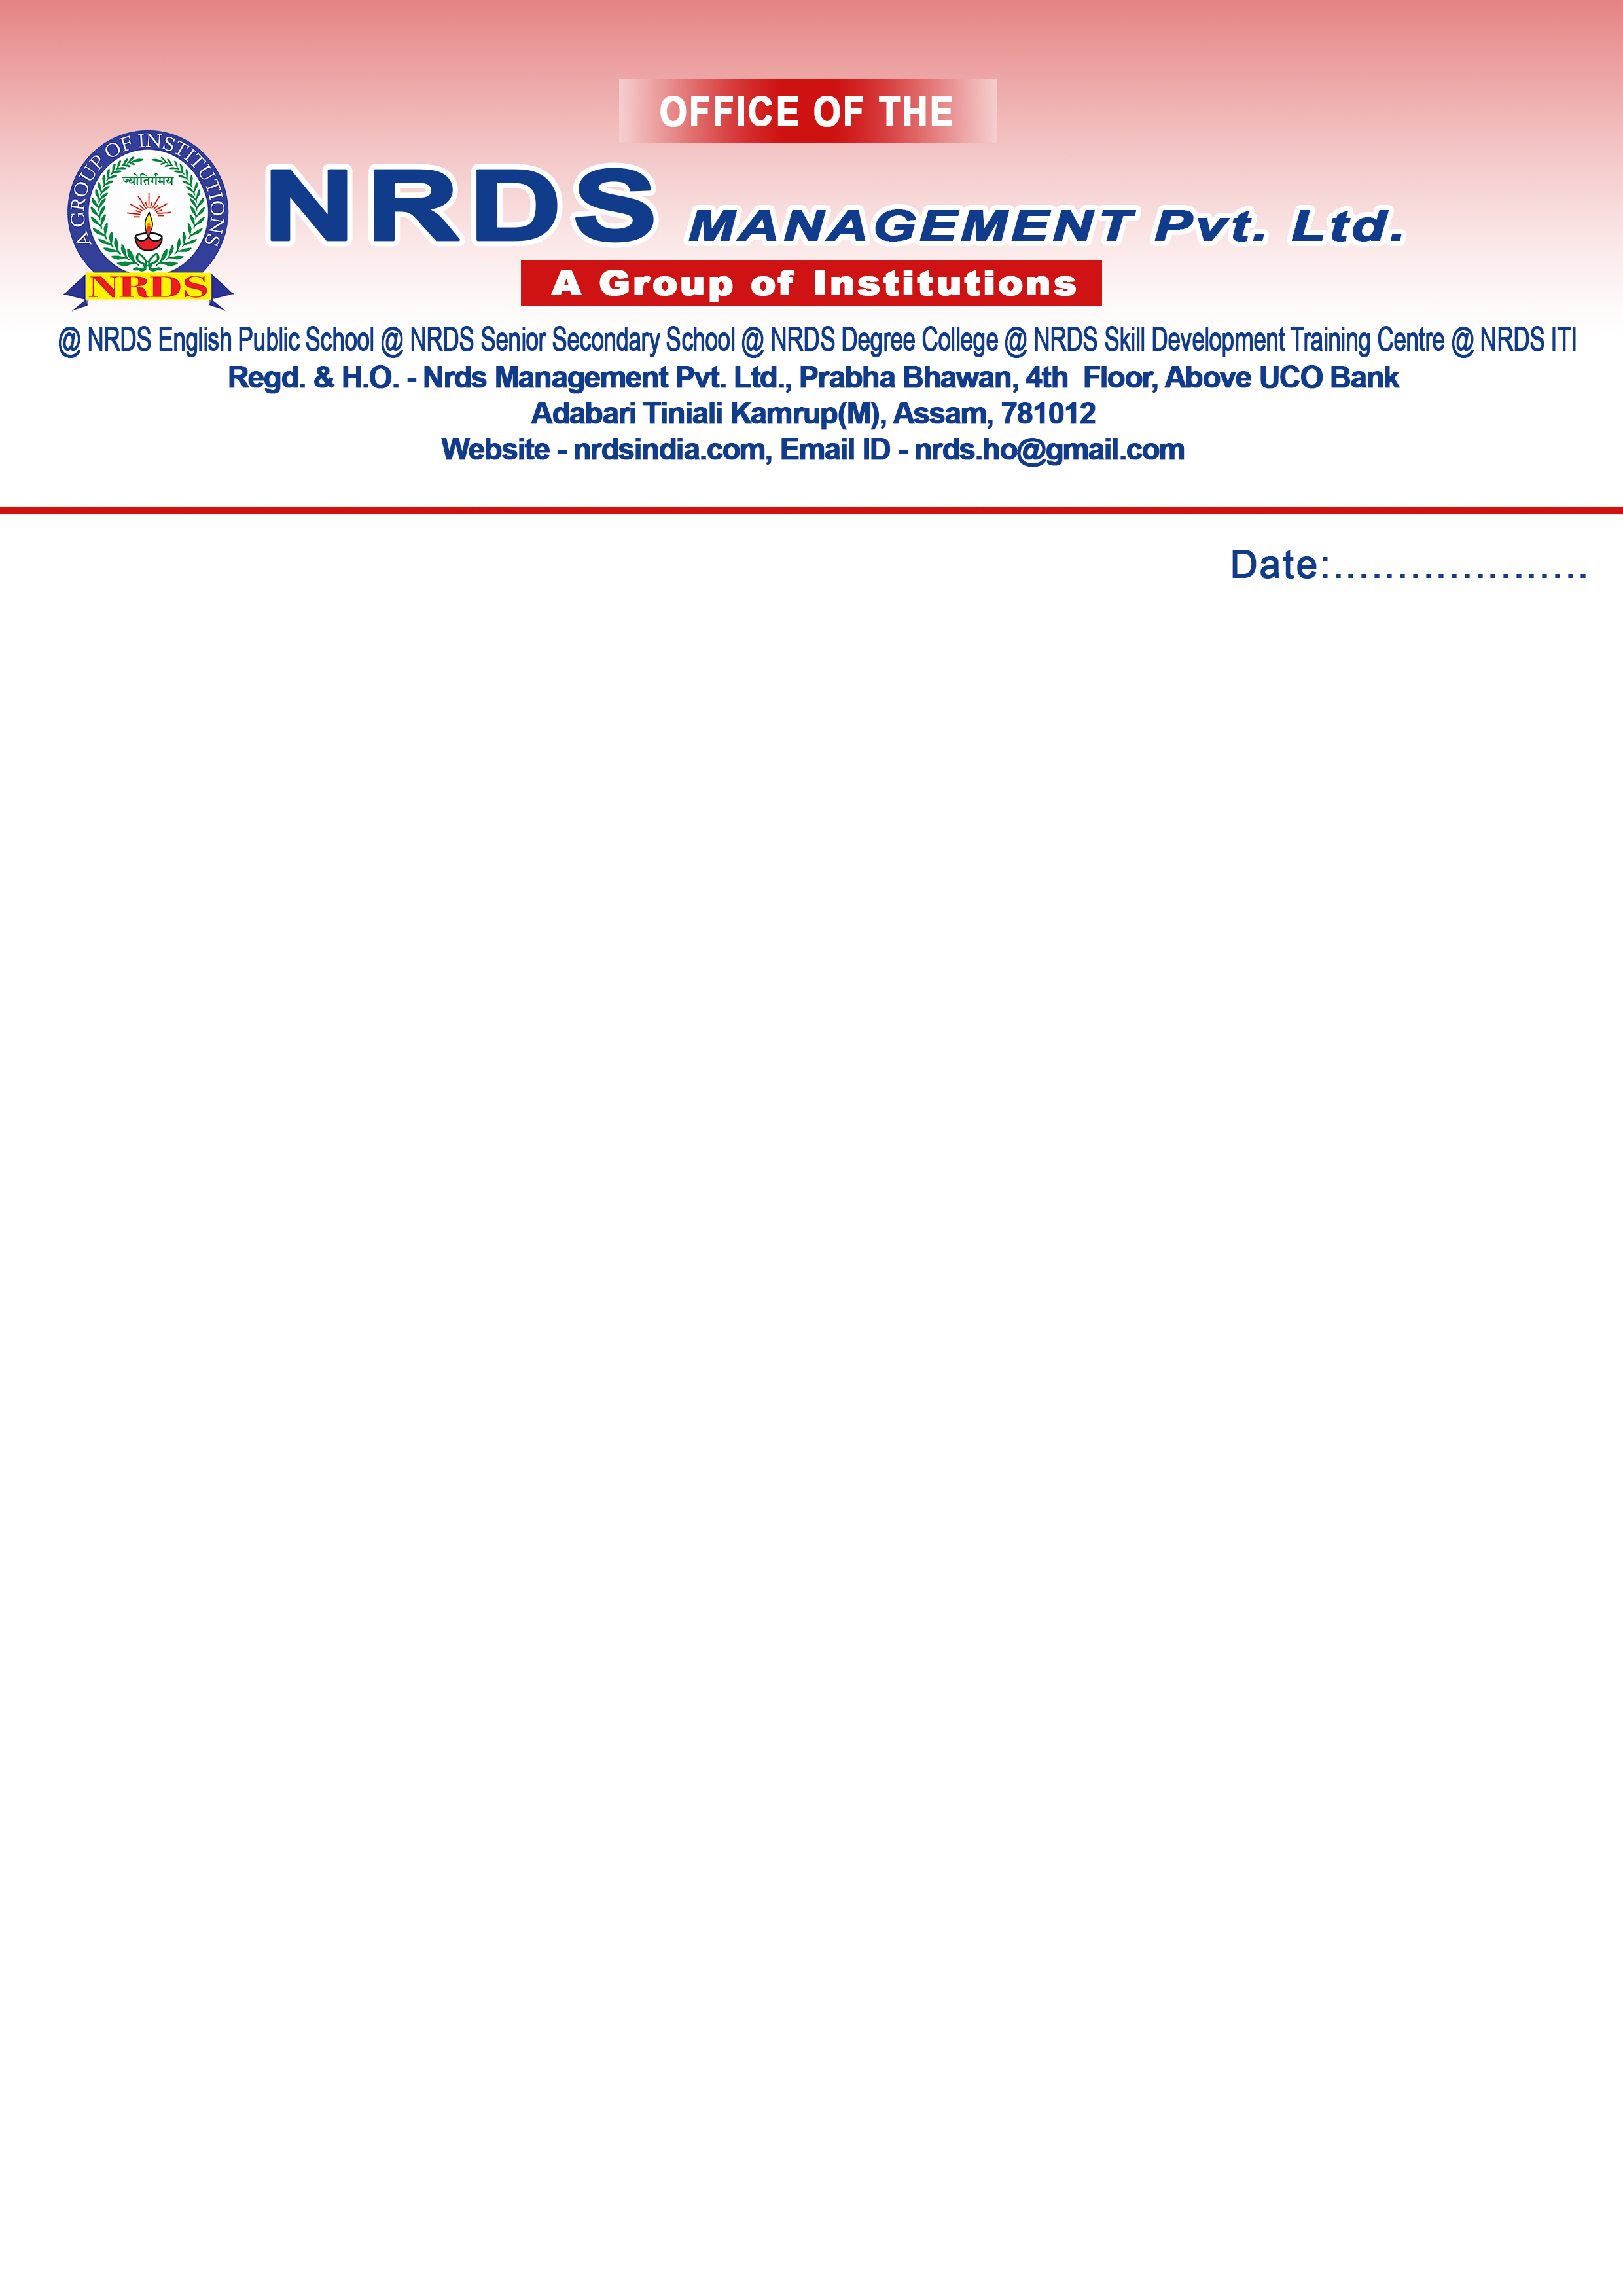 OFFICE OF THE
A GROUP OF INSTITUTIONS
ज्योतिर्गमय
NRDS
NRDS MANAGEMENT Pvt. Ltd.
A Group of Institutions
@ NRDS English Public School @ NRDS Senior Secondary School @ NRDS Degree College @ NRDS Skill Development Training Centre @ NRDS ITI
Regd. & H.O. - Nrds Management Pvt. Ltd., Prabha Bhawan, 4th  Floor, Above UCO Bank
Adabari Tiniali Kamrup(M), Assam, 781012
Website - nrdsindia.com, Email ID - nrds.ho@gmail.com
Date:....................